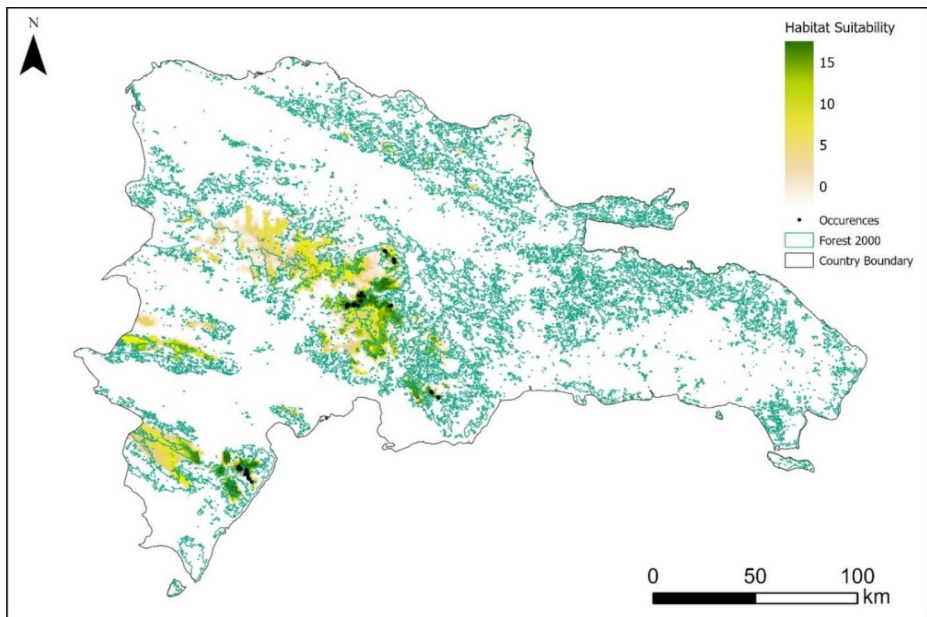 N
Habitat Suitability
15
10
5
0
Occurences
Forest 2000
Country Boundary
0 50 100
km